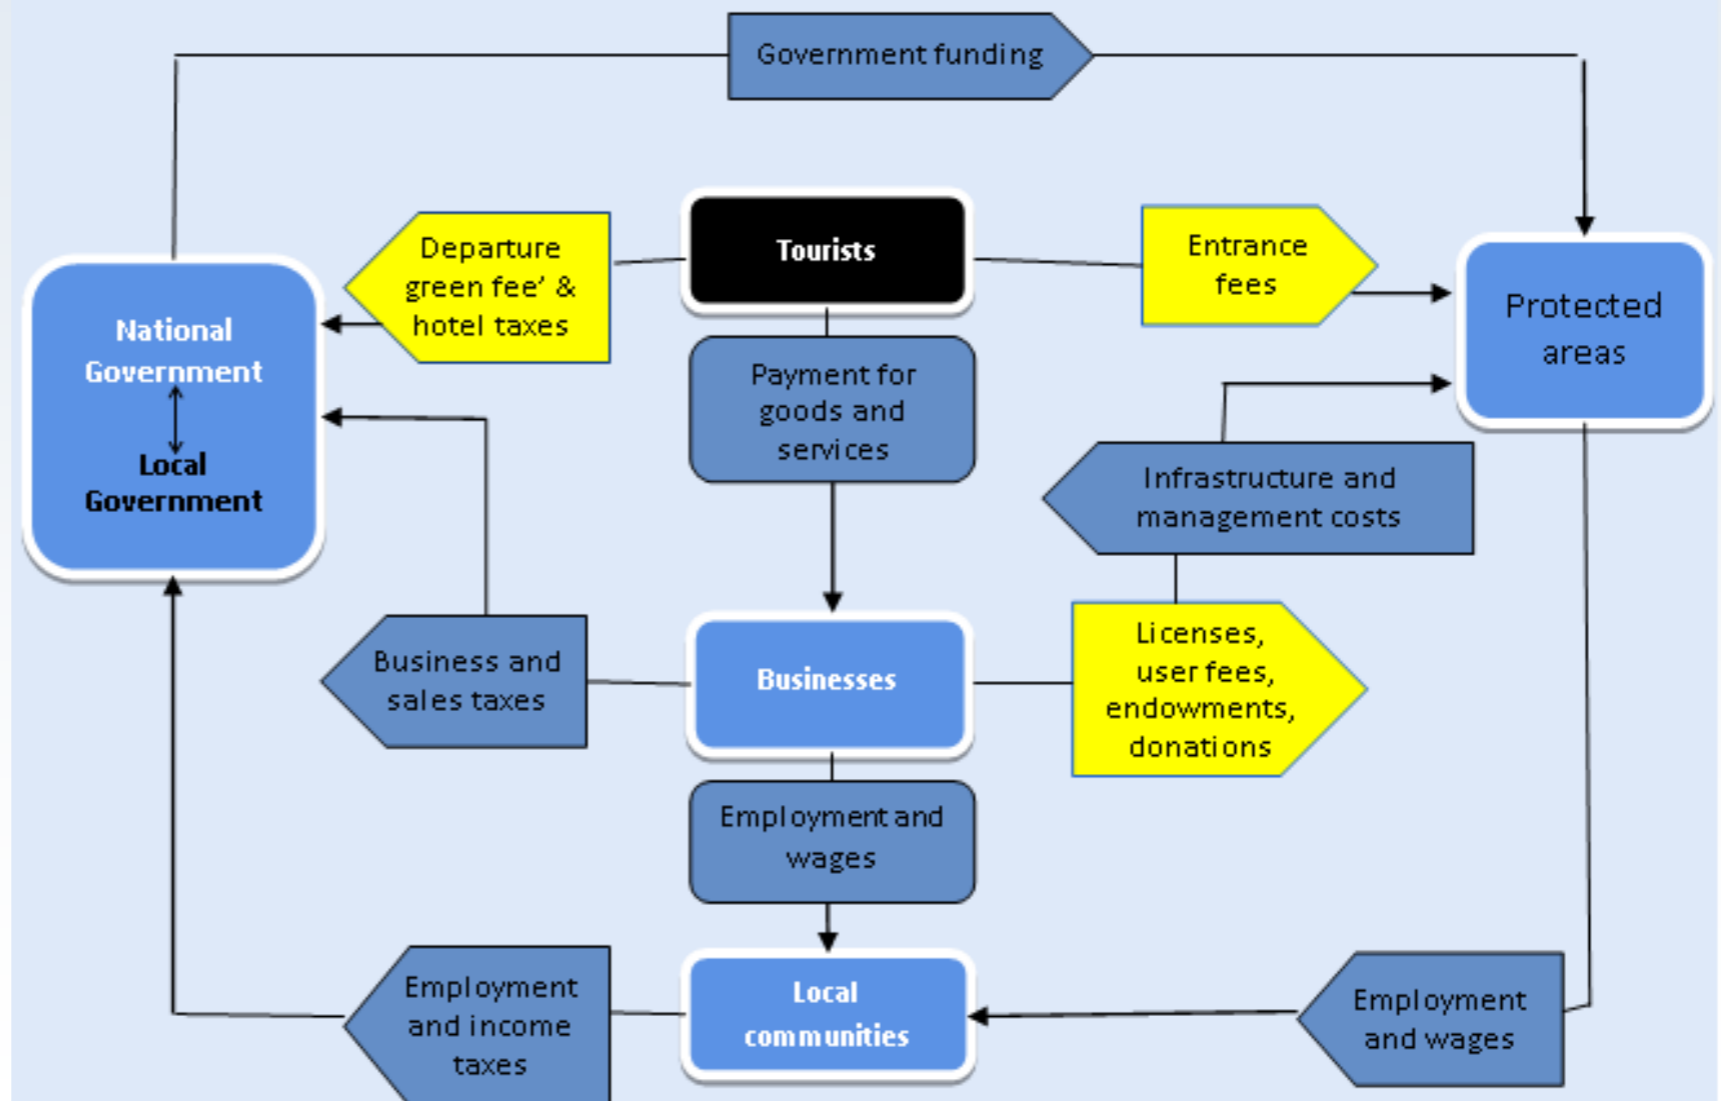 Government funding
Departure
green fee’ &
hotel taxes
Tourists
Entrance
fees
National
Government
Local
Government
Payment for
goods and
services
Protected
areas
Infrastructure and
management costs
Business and
sales taxes
Businesses
Licenses,
user fees,
endowments,
donations
Employment and
wages
Employment
and income
taxes
Local
communities
Employment
and wages